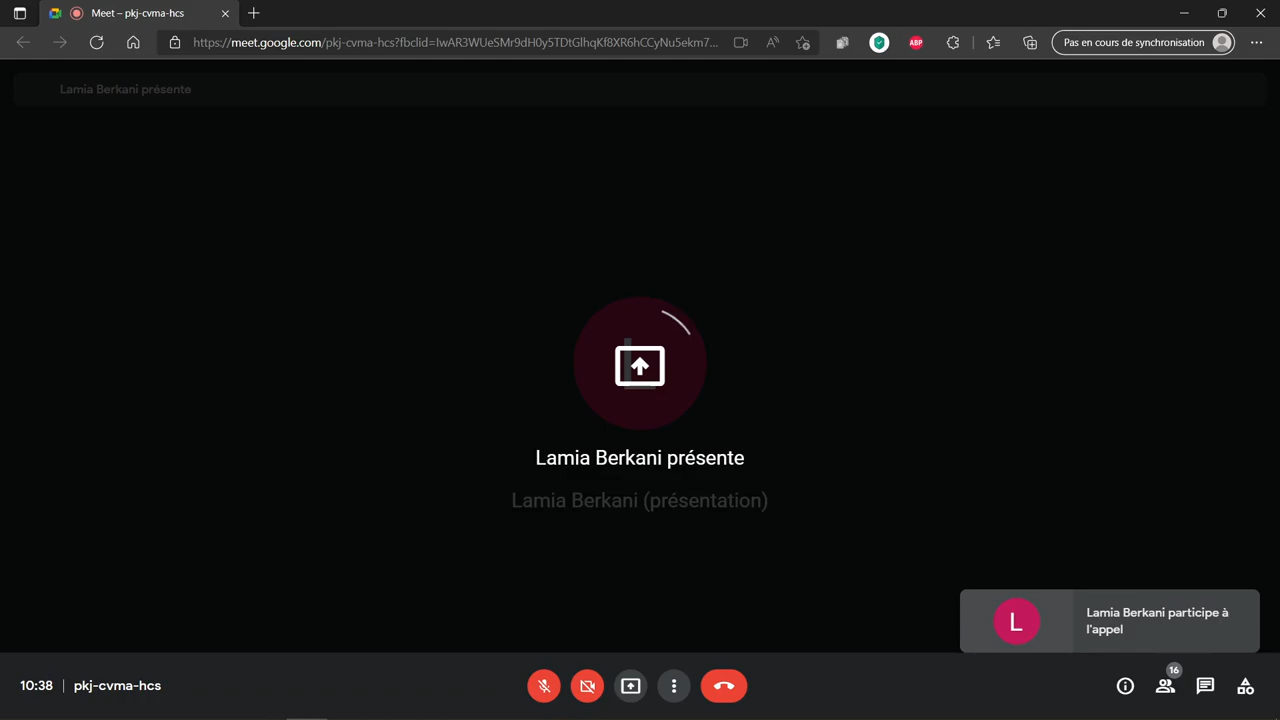 Meet – pkj-cvma-hcs
https://meet.google.com/pkj-cvma-hcs?fbclid=IwAR3WUeSMr9dH0y5TDtGlhqKf8XR6hCCyNu5ekm7...
ABP
Pas en cours de synchronisation
Lamia Berkani présente
Lamia Berkani présente
Lamia Berkani (présentation)
L
Lamia Berkani participe à
l'appel
10:38 | pkj-cvma-hcs
16